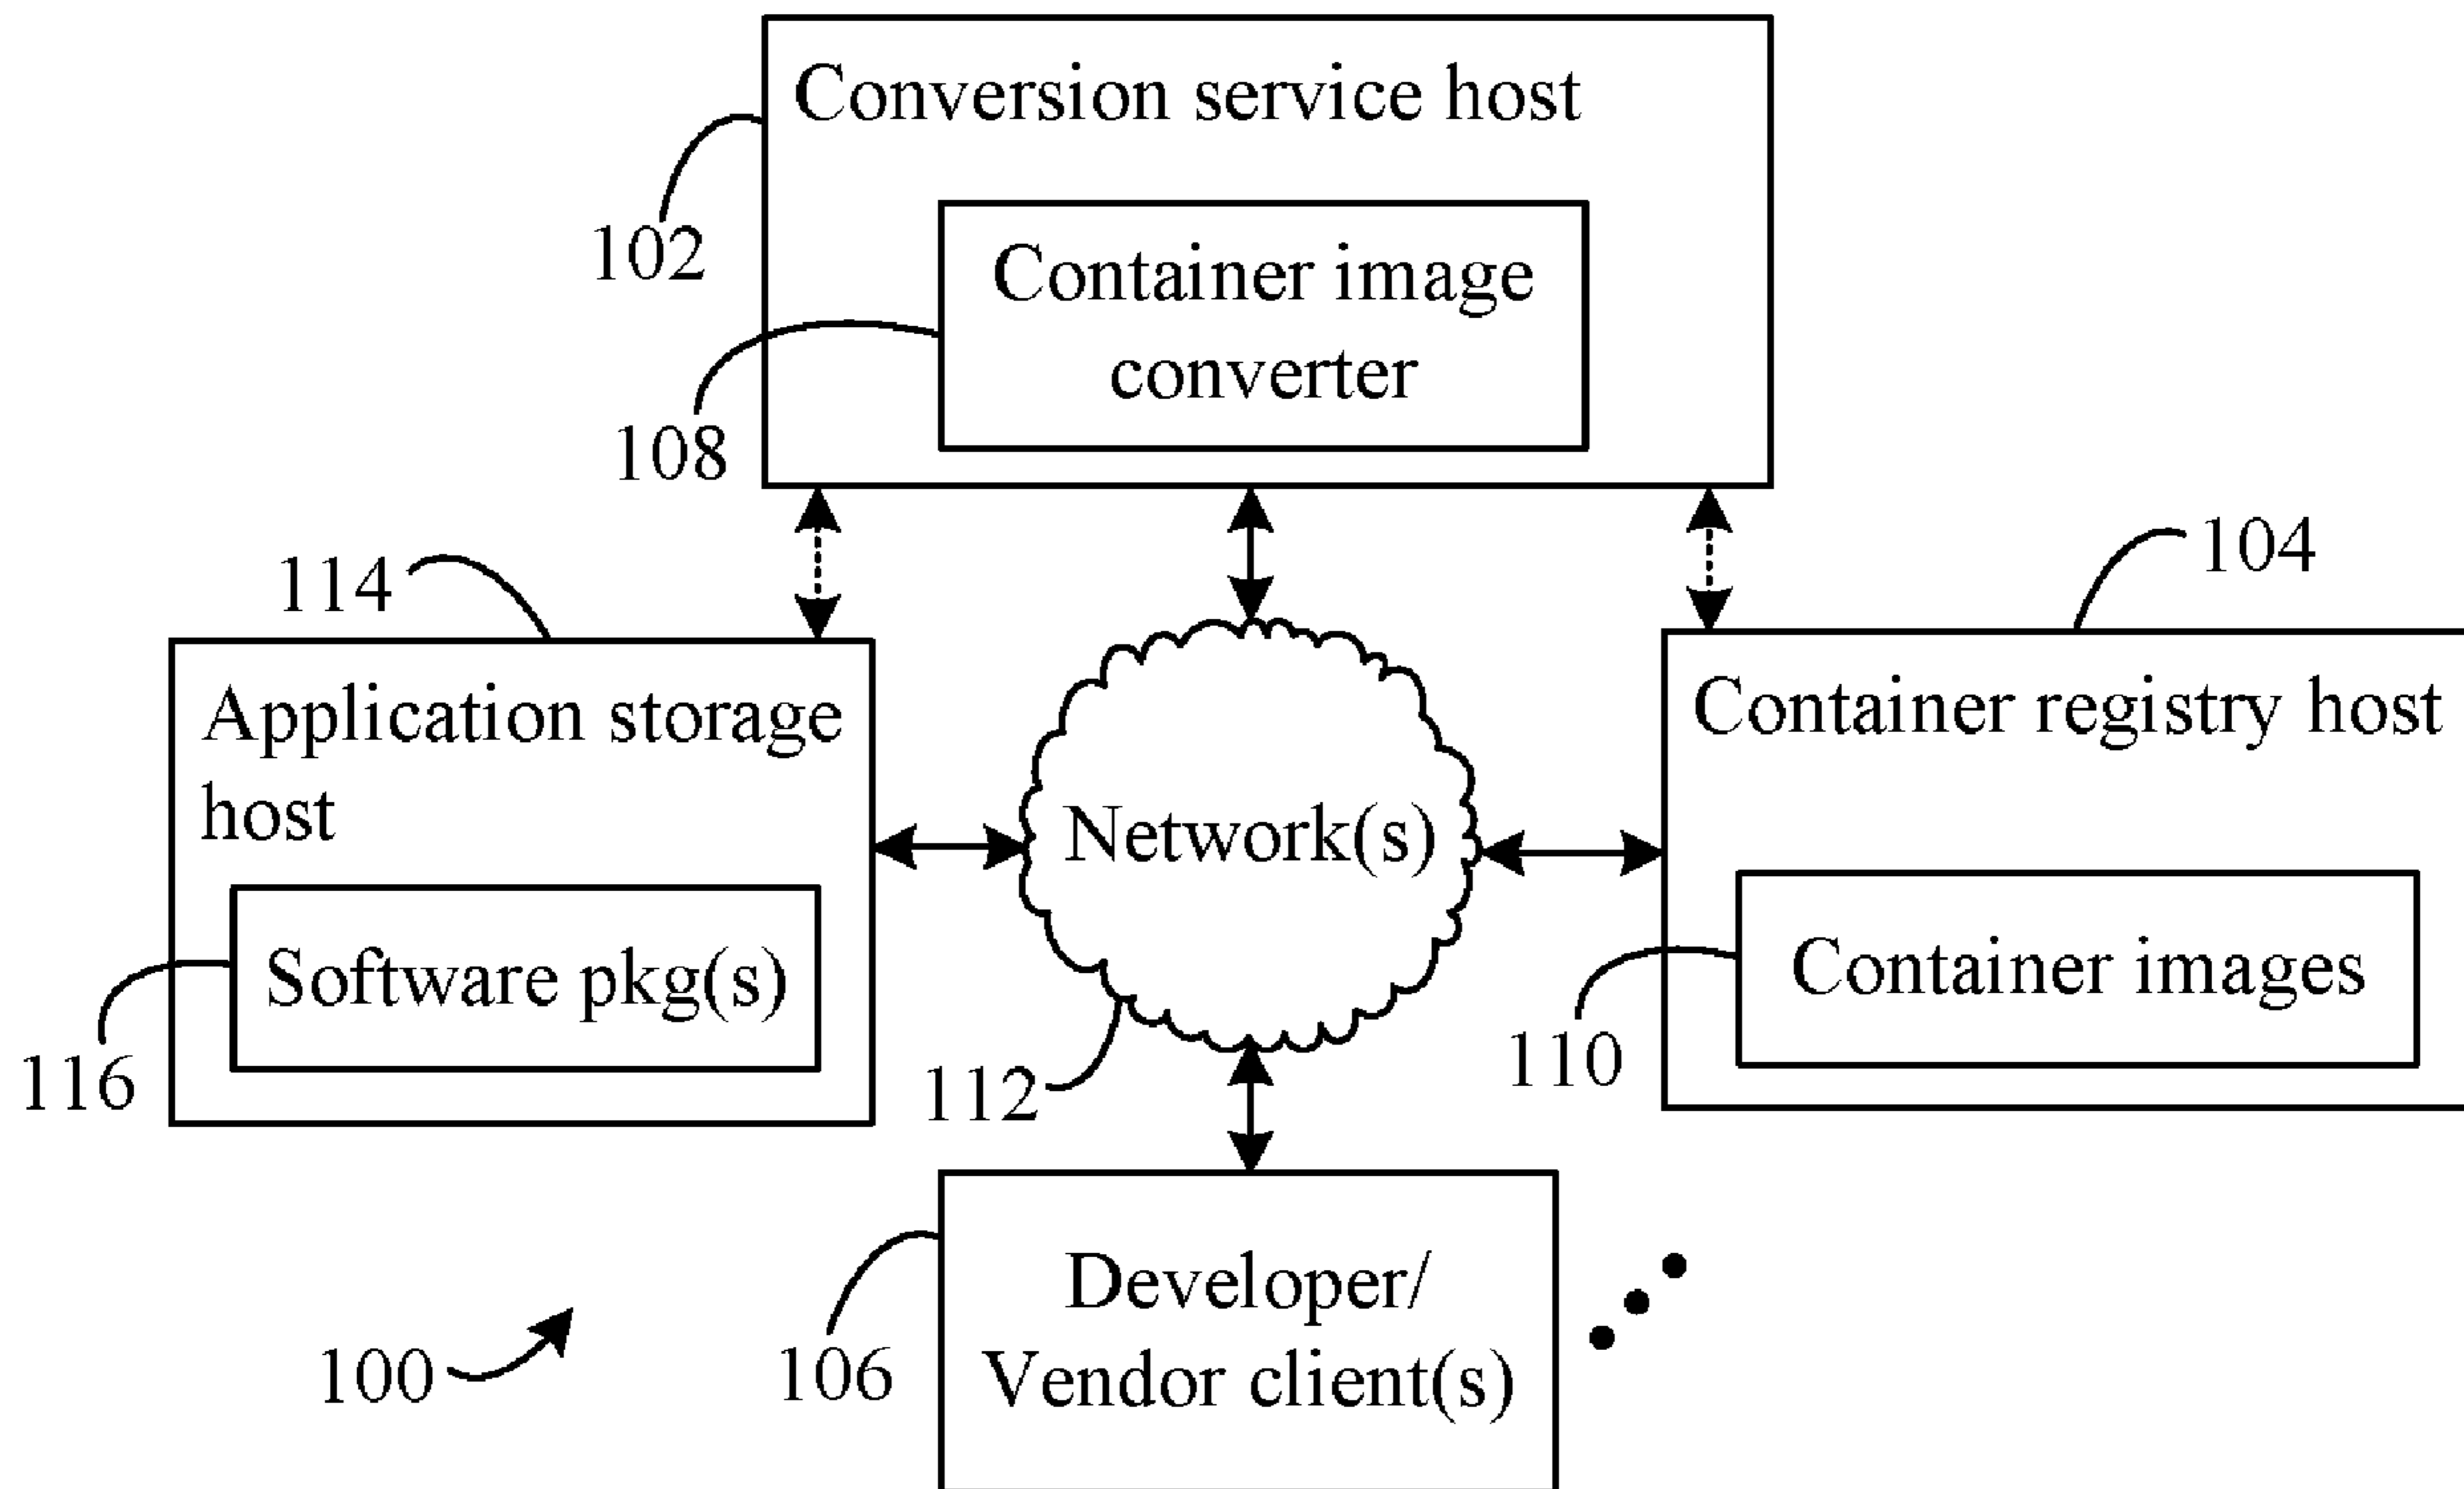 Conversion service host
102
Container image
converter
108
114
104
Application storage
host
Container registry host
Network(s)
Software pkg(s)
Container images
116
112
110
Developer/
Vendor client(s)
100
106